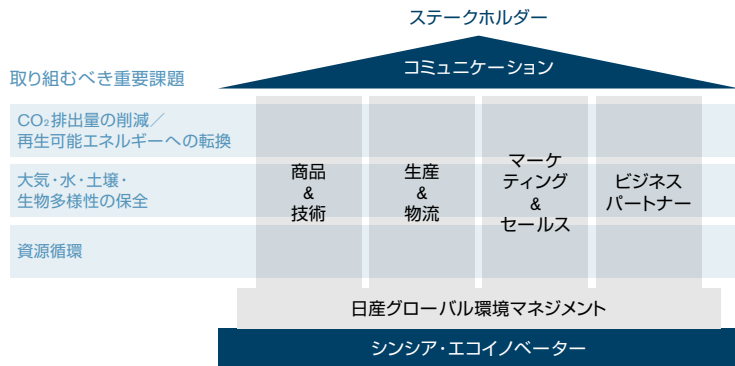 ステークホルダー
コミュニケーション
取り組むべき重要課題
CO₂排出量の削減／
再生可能エネルギーへの転換
大気・水・土壌・
生物多様性の保全
資源循環
商品
&
技術
生産
&
物流
マーケ
ティング
&
セールス
ビジネス
パートナー
日産グローバル環境マネジメント
シンシア・エコイノベーター